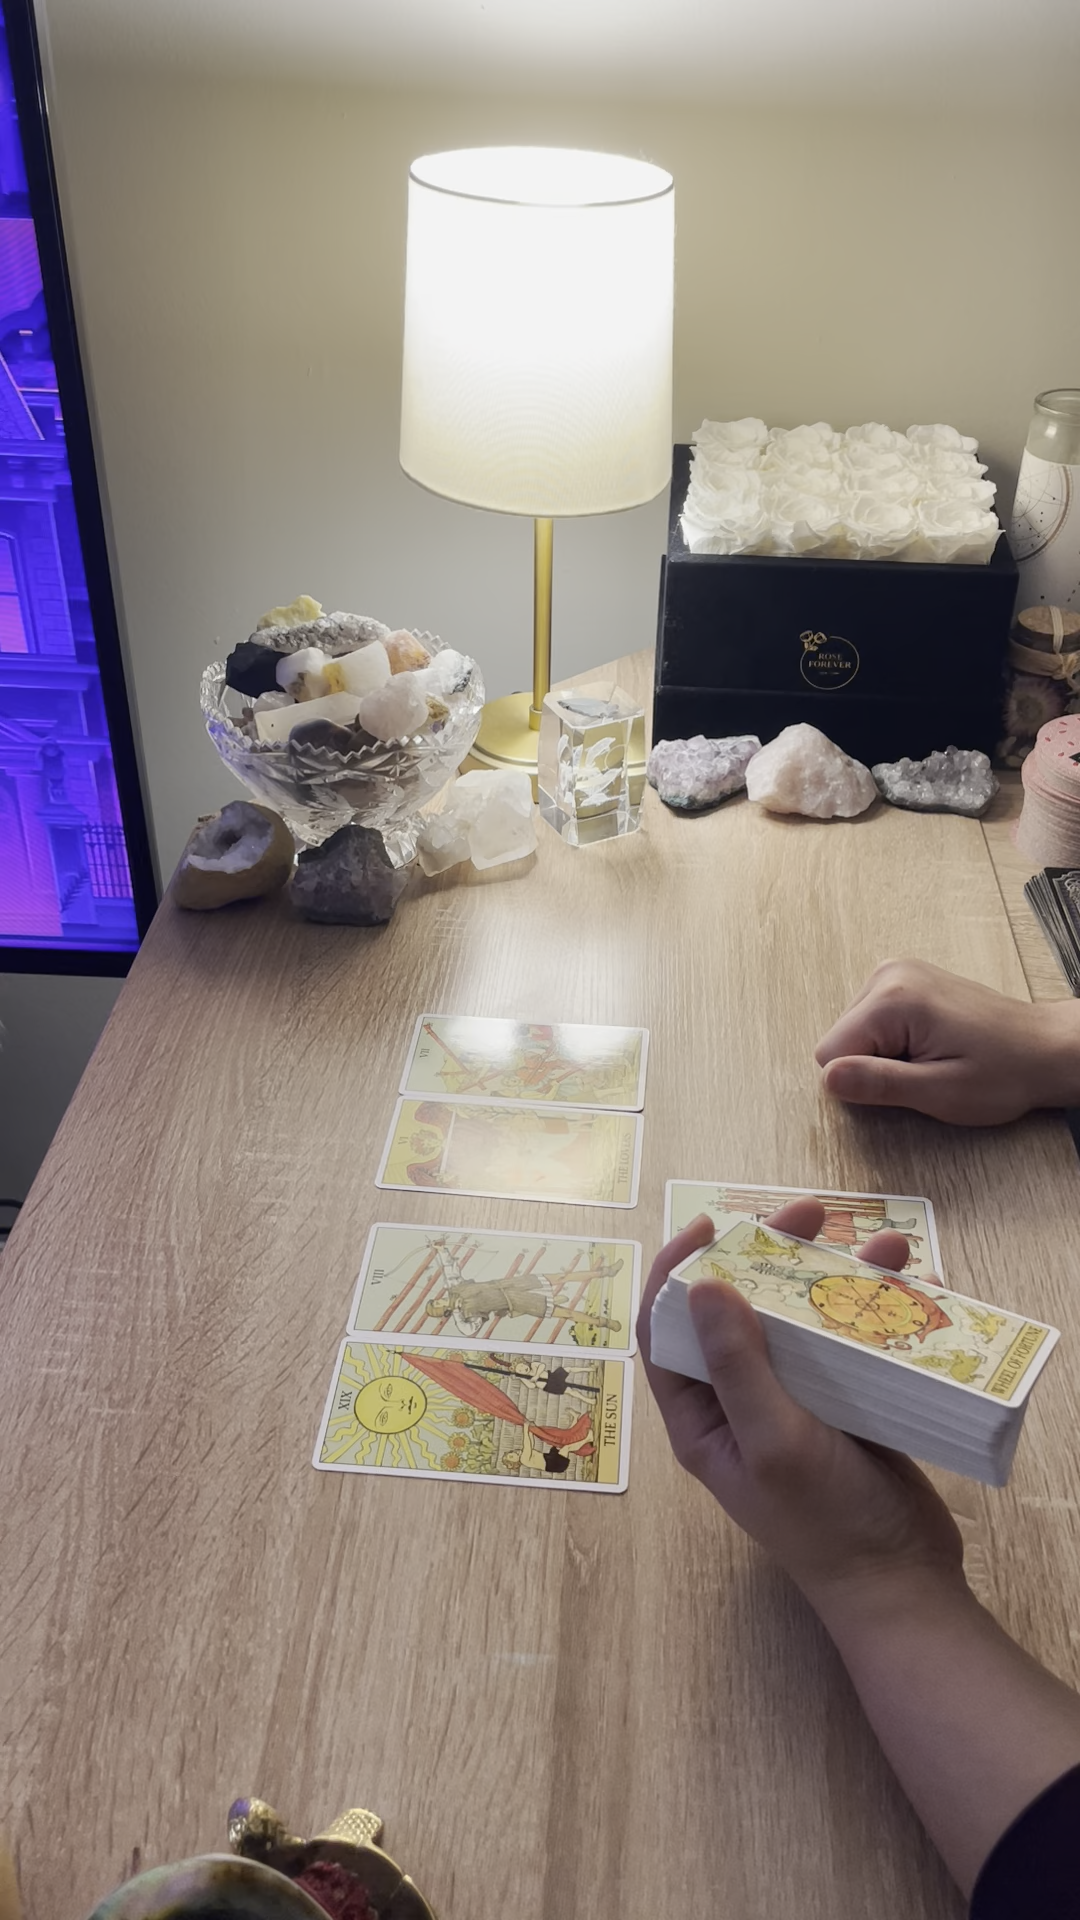 ROSE
FOREVER
VII
VI
THE LOVERS
VIII
XIX
THE SUN
X
WHEEL OF FORTUNE